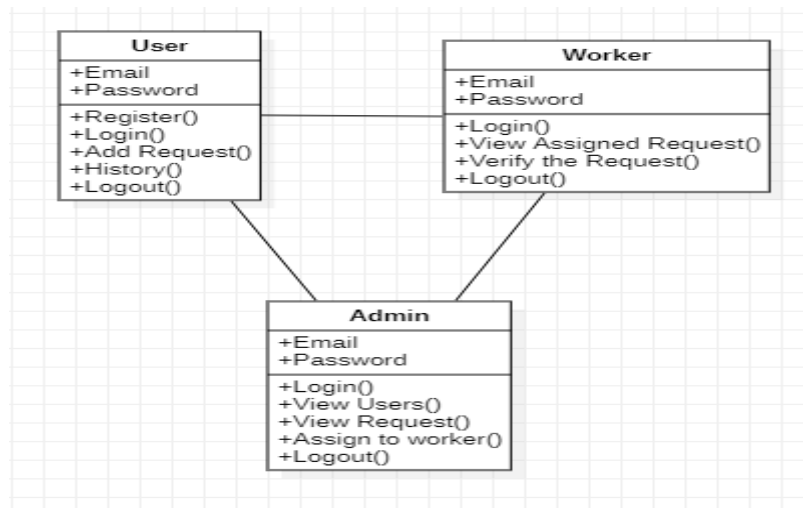 User
+Email
+Password
+Register()
+Login()
+Add Request()
+History()
+Logout()
Worker
+Email
+Password
+Login()
+View Assigned Request()
+Verify the Request()
+Logout()
Admin
+Email
+Password
+Login()
+View Users()
+View Request()
+Assign to worker()
+Logout()